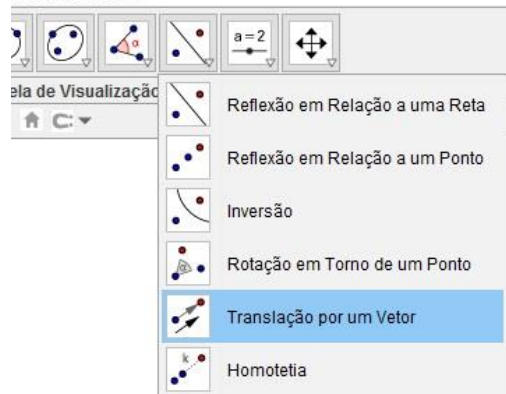 α
a=2
ela de Visualização
Reflexão em Relação a uma Reta
Reflexão em Relação a um Ponto
Inversão
α
Rotação em Torno de um Ponto
Translação por um Vetor
k
Homotetia